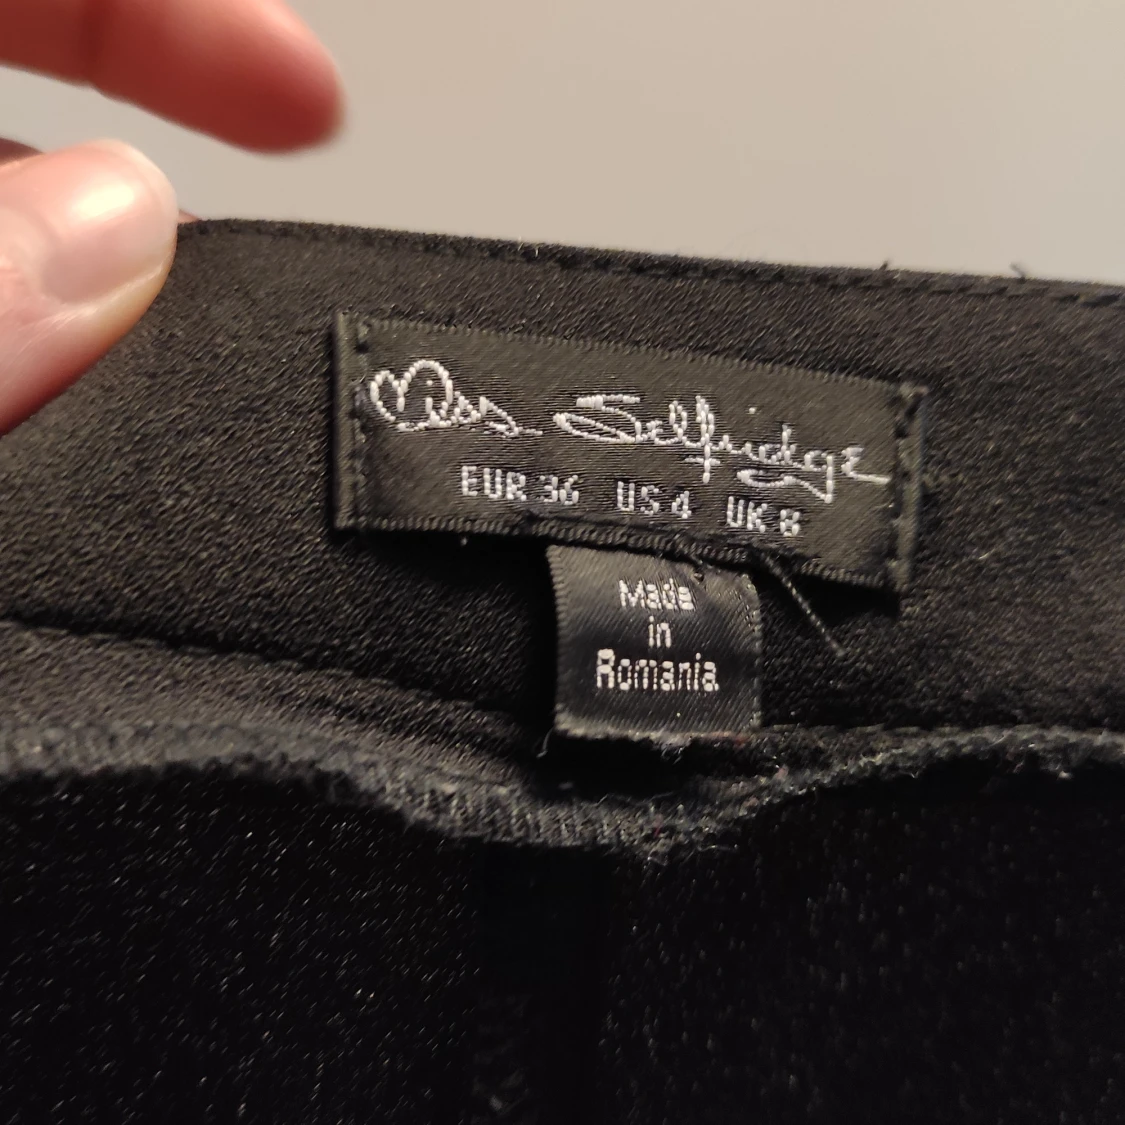 Miss Selfridge
EUR 36 US 4 UK 8
Made
in
Romania